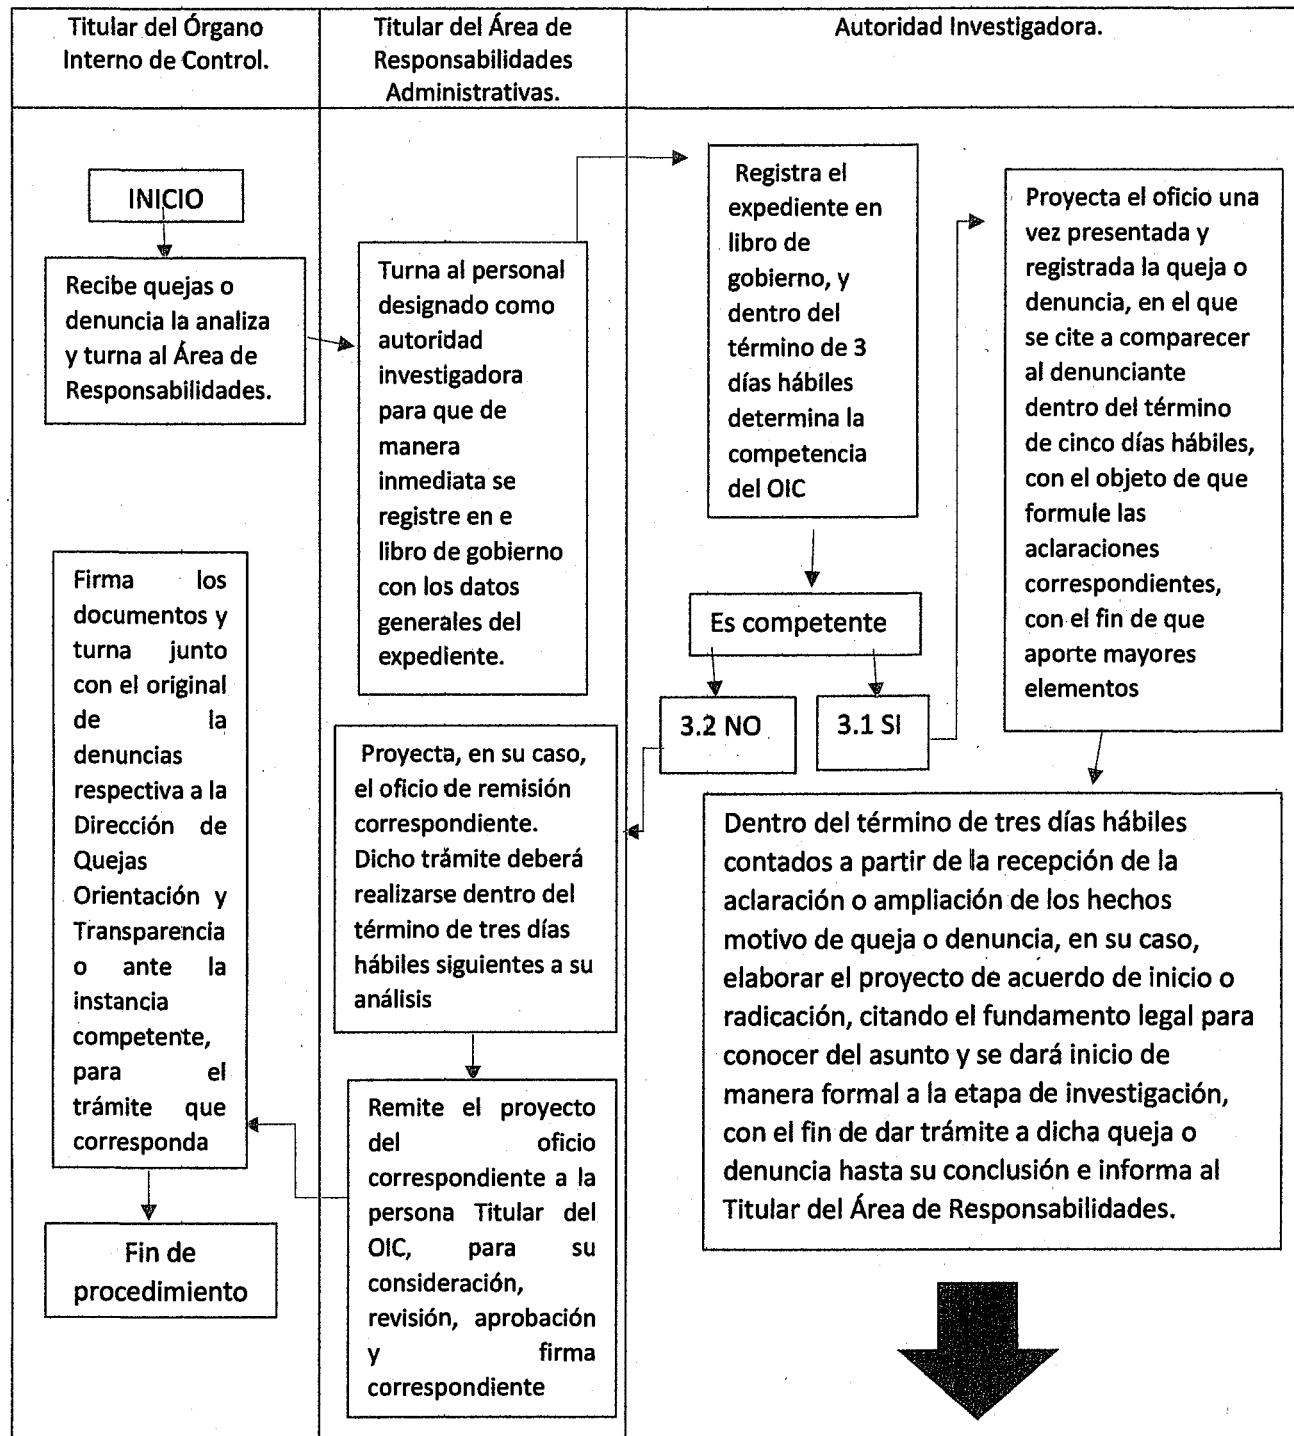 Titular del Órgano
Interno de Control.
Titular del Área de
Responsabilidades
Administrativas.
Autoridad Investigadora.
INICIO
Recibe quejas o
denuncia la analiza
y turna al Área de
Responsabilidades.
Turna al personal
designado como
autoridad
investigadora
para que de
manera
inmediata se
registre en e
libro de gobierno
con los datos
generales del
expediente.
Registra el
expediente en
libro de
gobierno, y
dentro del
término de 3
días hábiles
determina la
competencia
del OIC
Es competente
3.2 NO
3.1 SI
Proyecta el oficio una
vez presentada y
registrada la queja o
denuncia, en el que
se cite a comparecer
al denunciante
dentro del término
de cinco días hábiles,
con el objeto de que
formule las
aclaraciones
correspondientes,
con el fin de que
aporte mayores
elementos
Dentro del término de tres días hábiles
contados a partir de la recepción de la
aclaración o ampliación de los hechos
motivo de queja o denuncia, en su caso,
elaborar el proyecto de acuerdo de inicio o
radicación, citando el fundamento legal para
conocer del asunto y se dará inicio de
manera formal a la etapa de investigación,
con el fin de dar trámite a dicha queja o
denuncia hasta su conclusión e informa al
Titular del Área de Responsabilidades.
Proyecta, en su caso,
el oficio de remisión
correspondiente.
Dicho trámite deberá
realizarse dentro del
término de tres días
hábiles siguientes a su
análisis
Remite el proyecto
del oficio
correspondiente a la
persona Titular del
OIC, para su
consideración,
revisión, aprobación
y firma
correspondiente
Firma los
documentos y
turna junto
con el original
de la
denuncias
respectiva a la
Dirección de
Quejas
Orientación y
Transparencia
o ante la
instancia
competente,
para el
trámite que
corresponda
Fin de
procedimiento